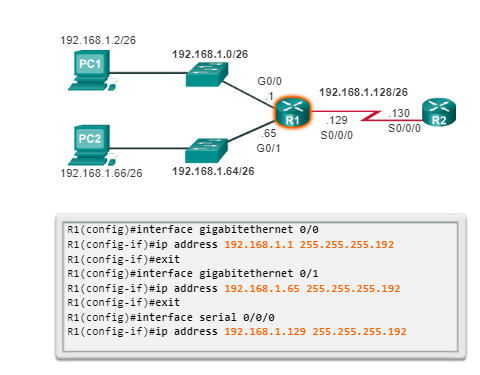 192.168.1.2/26
PC1
192.168.1.0/26
G0/0
.1
192.168.1.128/26
R1
.129
S0/0/0
.130
S0/0/0
R2
PC2
.65
G0/1
192.168.1.66/26
192.168.1.64/26
R1(config)#interface gigabitethernet 0/0
R1(config-if)#ip address 192.168.1.1 255.255.255.192
R1(config-if)#exit
R1(config)#interface gigabitethernet 0/1
R1(config-if)#ip address 192.168.1.65 255.255.255.192
R1(config-if)#exit
R1(config)#interface serial 0/0/0
R1(config-if)#ip address 192.168.1.129 255.255.255.192